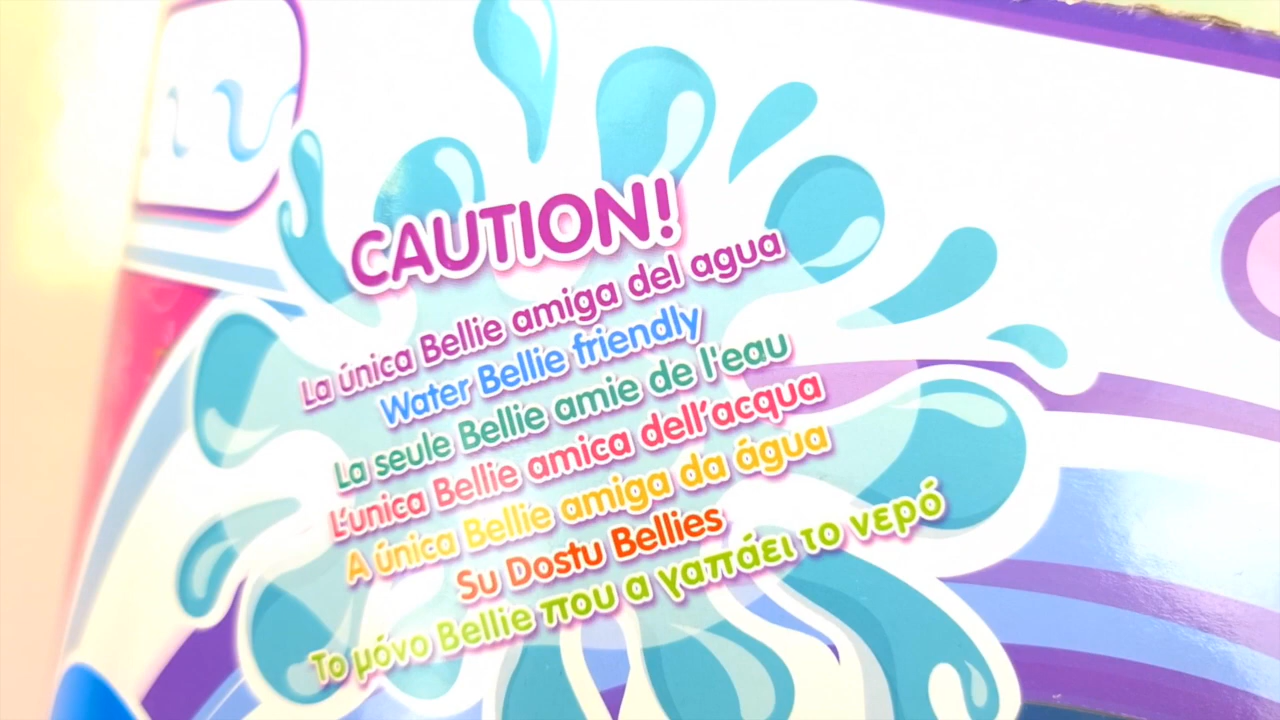 CAUTION!
La única Bellie amiga del agua
Water Bellie friendly
La seule Bellie amie de l'eau
L'unica Bellie amica dell'acqua
A única Bellie amiga da água
Su Dostu Bellies
Το μόνο Bellie που α γαπάει το νερό